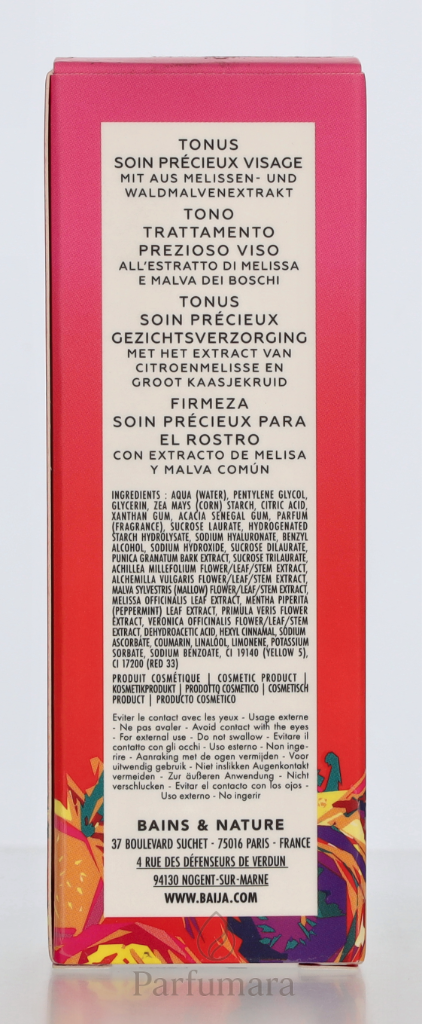 TONUS
SOIN PRÉCIEUX VISAGE
MIT AUS MELISSEN- UND
WALDMALVENEXTRAKT
TONO
TRATTAMENTO
PREZIOSO VISO
ALL'ESTRATTO DI MELISSA
E MALVA DEI BOSCHI
TONUS
SOIN PRÉCIEUX
GEZICHTSVERZORGING
MET HET EXTRACT VAN
CITROENMELISSE EN
GROOT KAASJEKRUID
FIRMEZA
SOIN PRÉCIEUX PARA
EL ROSTRO
CON EXTRACTO DE MELISA
Y MALVA COMÚN
INGREDIENTS : AQUA (WATER), PENTYLENE GLYCOL,
GLYCERIN, ZEA MAYS (CORN) STARCH, CITRIC ACID,
XANTHAN GUM, ACACIA SENEGAL GUM, PARFUM
(FRAGRANCE), SUCROSE LAURATE, HYDROGENATED
STARCH HYDROLYSATE, SODIUM HYALURONATE, BENZYL
ALCOHOL, SODIUM HYDROXIDE, SUCROSE DILAURATE,
PUNICA GRANATUM BARK EXTRACT, SUCROSE TRILAURATE,
ACHILLEA MILLEFOLIUM FLOWER/LEAF/STEM EXTRACT,
ALCHEMILLA VULGARIS FLOWER/LEAF/STEM EXTRACT,
MALVA SYLVESTRIS (MALLOW) FLOWER/LEAF/STEM EXTRACT,
MELISSA OFFICINALIS LEAF EXTRACT, MENTHA PIPERITA
(PEPPERMINT) LEAF EXTRACT, PRIMULA VERIS FLOWER
EXTRACT, VERONICA OFFICINALIS FLOWER/LEAF/STEM
EXTRACT, DEHYDROACETIC ACID, HEXYL CINNAMAL, SODIUM
ASCORBATE, COUMARIN, LINALOOL, LIMONENE, POTASSIUM
SORBATE, SODIUM BENZOATE, CI 19140 (YELLOW 5),
CI 17200 (RED 33)
PRODUIT COSMÉTIQUE | COSMETIC PRODUCT |
KOSMETIKPRODUKT | PRODOTTO COSMETICO | COSMETISCH
PRODUCT | PRODUCTO COSMÉTICO
Eviter le contact avec les yeux - Usage externe
- Ne pas avaler - Avoid contact with the eyes
- For external use - Do not swallow - Evitare il
contatto con gli occhi - Uso esterno - Non inge-
rire - Aanraking met de ogen vermijden - Voor
uitwendig gebruik - Niet inslikken Augenkontakt
vermeiden - Zur äußeren Anwendung - Nicht
verschlucken - Evitar el contacto con los ojos -
Uso externo - No ingerir
BAINS & NATURE
37 BOULEVARD SUCHET - 75016 PARIS - FRANCE
4 RUE DES DÉFENSEURS DE VERDUN
94130 NOGENT-SUR-MARNE
WWW.BAIJA.COM
Parfumara